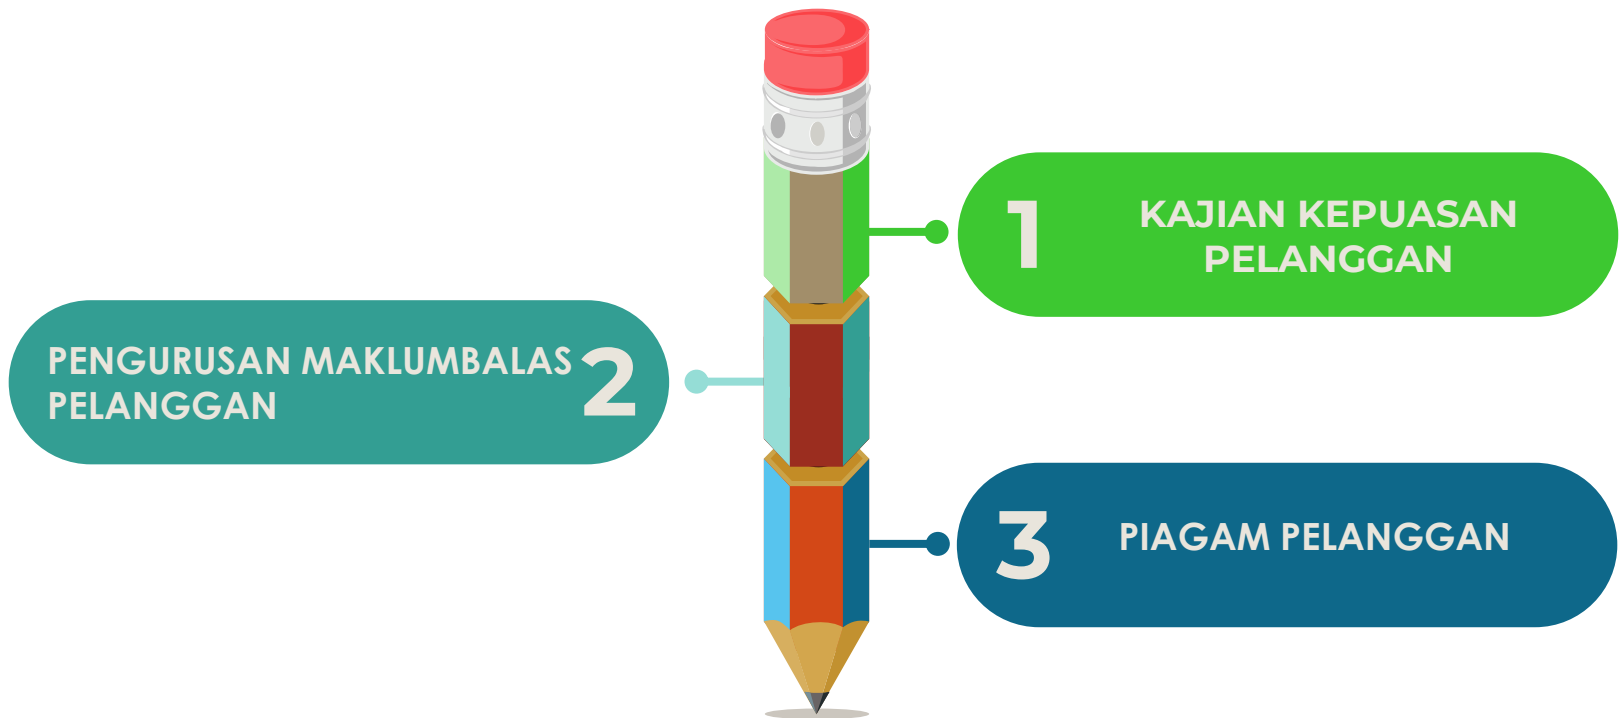 1
KAJIAN KEPUASAN
PELANGGAN
PENGURUSAN MAKLUMBALAS
PELANGGAN
2
3
PIAGAM PELANGGAN